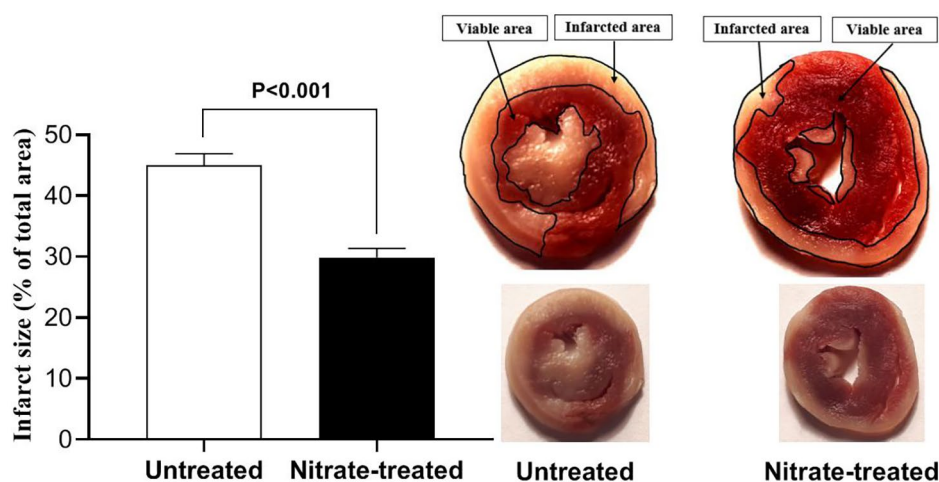 Viable area
Infarcted area
Infarcted area
Viable area
P<0.001
Infarct size (% of total area)
50
40
30
20
10
0
Untreated
Nitrate-treated
Untreated
Nitrate-treated